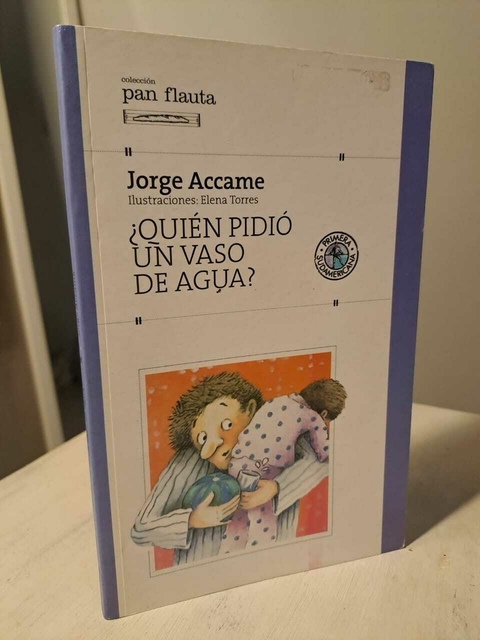 colección
pan flauta
Jorge Accame
Ilustraciones: Elena Torres
¿QUIÉN PIDIÓ
UN VASO
DE AGUA?
PRIMERA
SUDAMERICANA